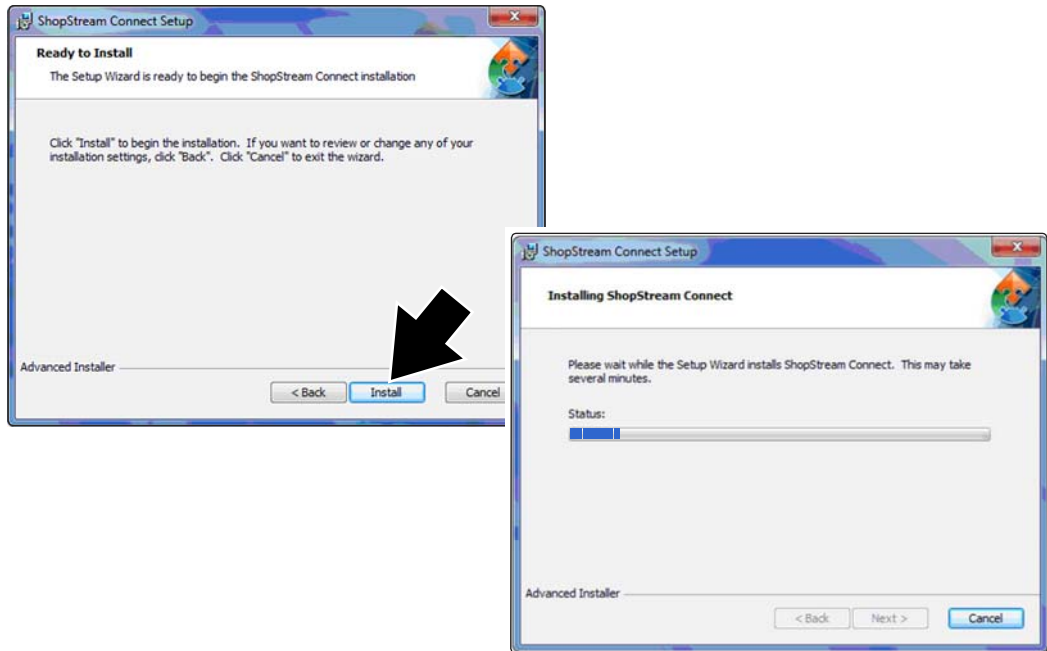 ShopStream Connect Setup
Ready to Install
The Setup Wizard is ready to begin the ShopStream Connect installation
Click "Install" to begin the installation. If you want to review or change any of your
installation settings, click "Back". Click "Cancel" to exit the wizard.
Advanced Installer
< Back Install Cancel
ShopStream Connect Setup
Installing ShopStream Connect
Please wait while the Setup Wizard installs ShopStream Connect. This may take
several minutes.
Status:
Advanced Installer
< Back Next > Cancel